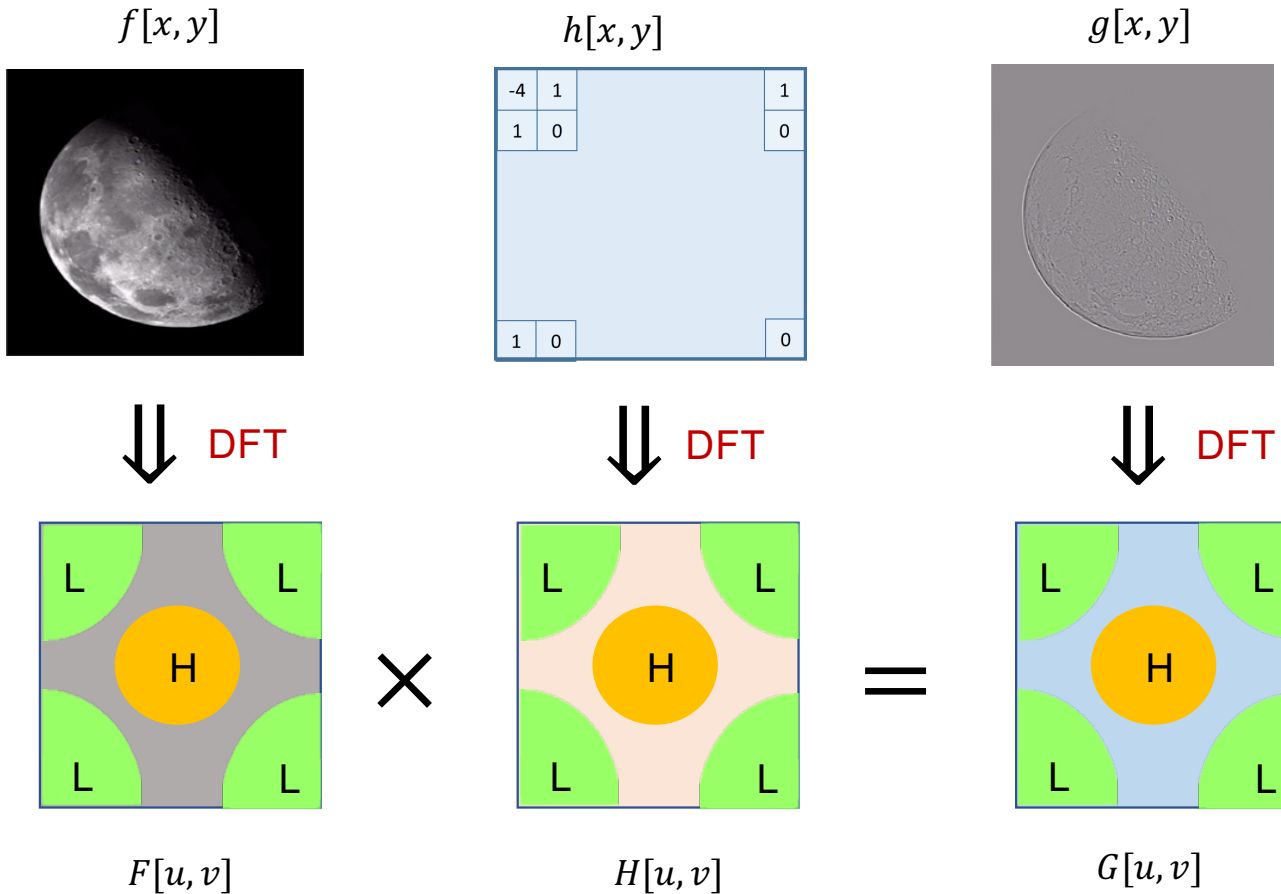 f[x, y] h[x, y] g[x, y]
-4 1 1
1 0 0
1 0 0
⇓ DFT ⇓ DFT ⇓ DFT
L L L L L L
H × H = H
L L L L L L
F[u, v] H[u, v] G[u, v]